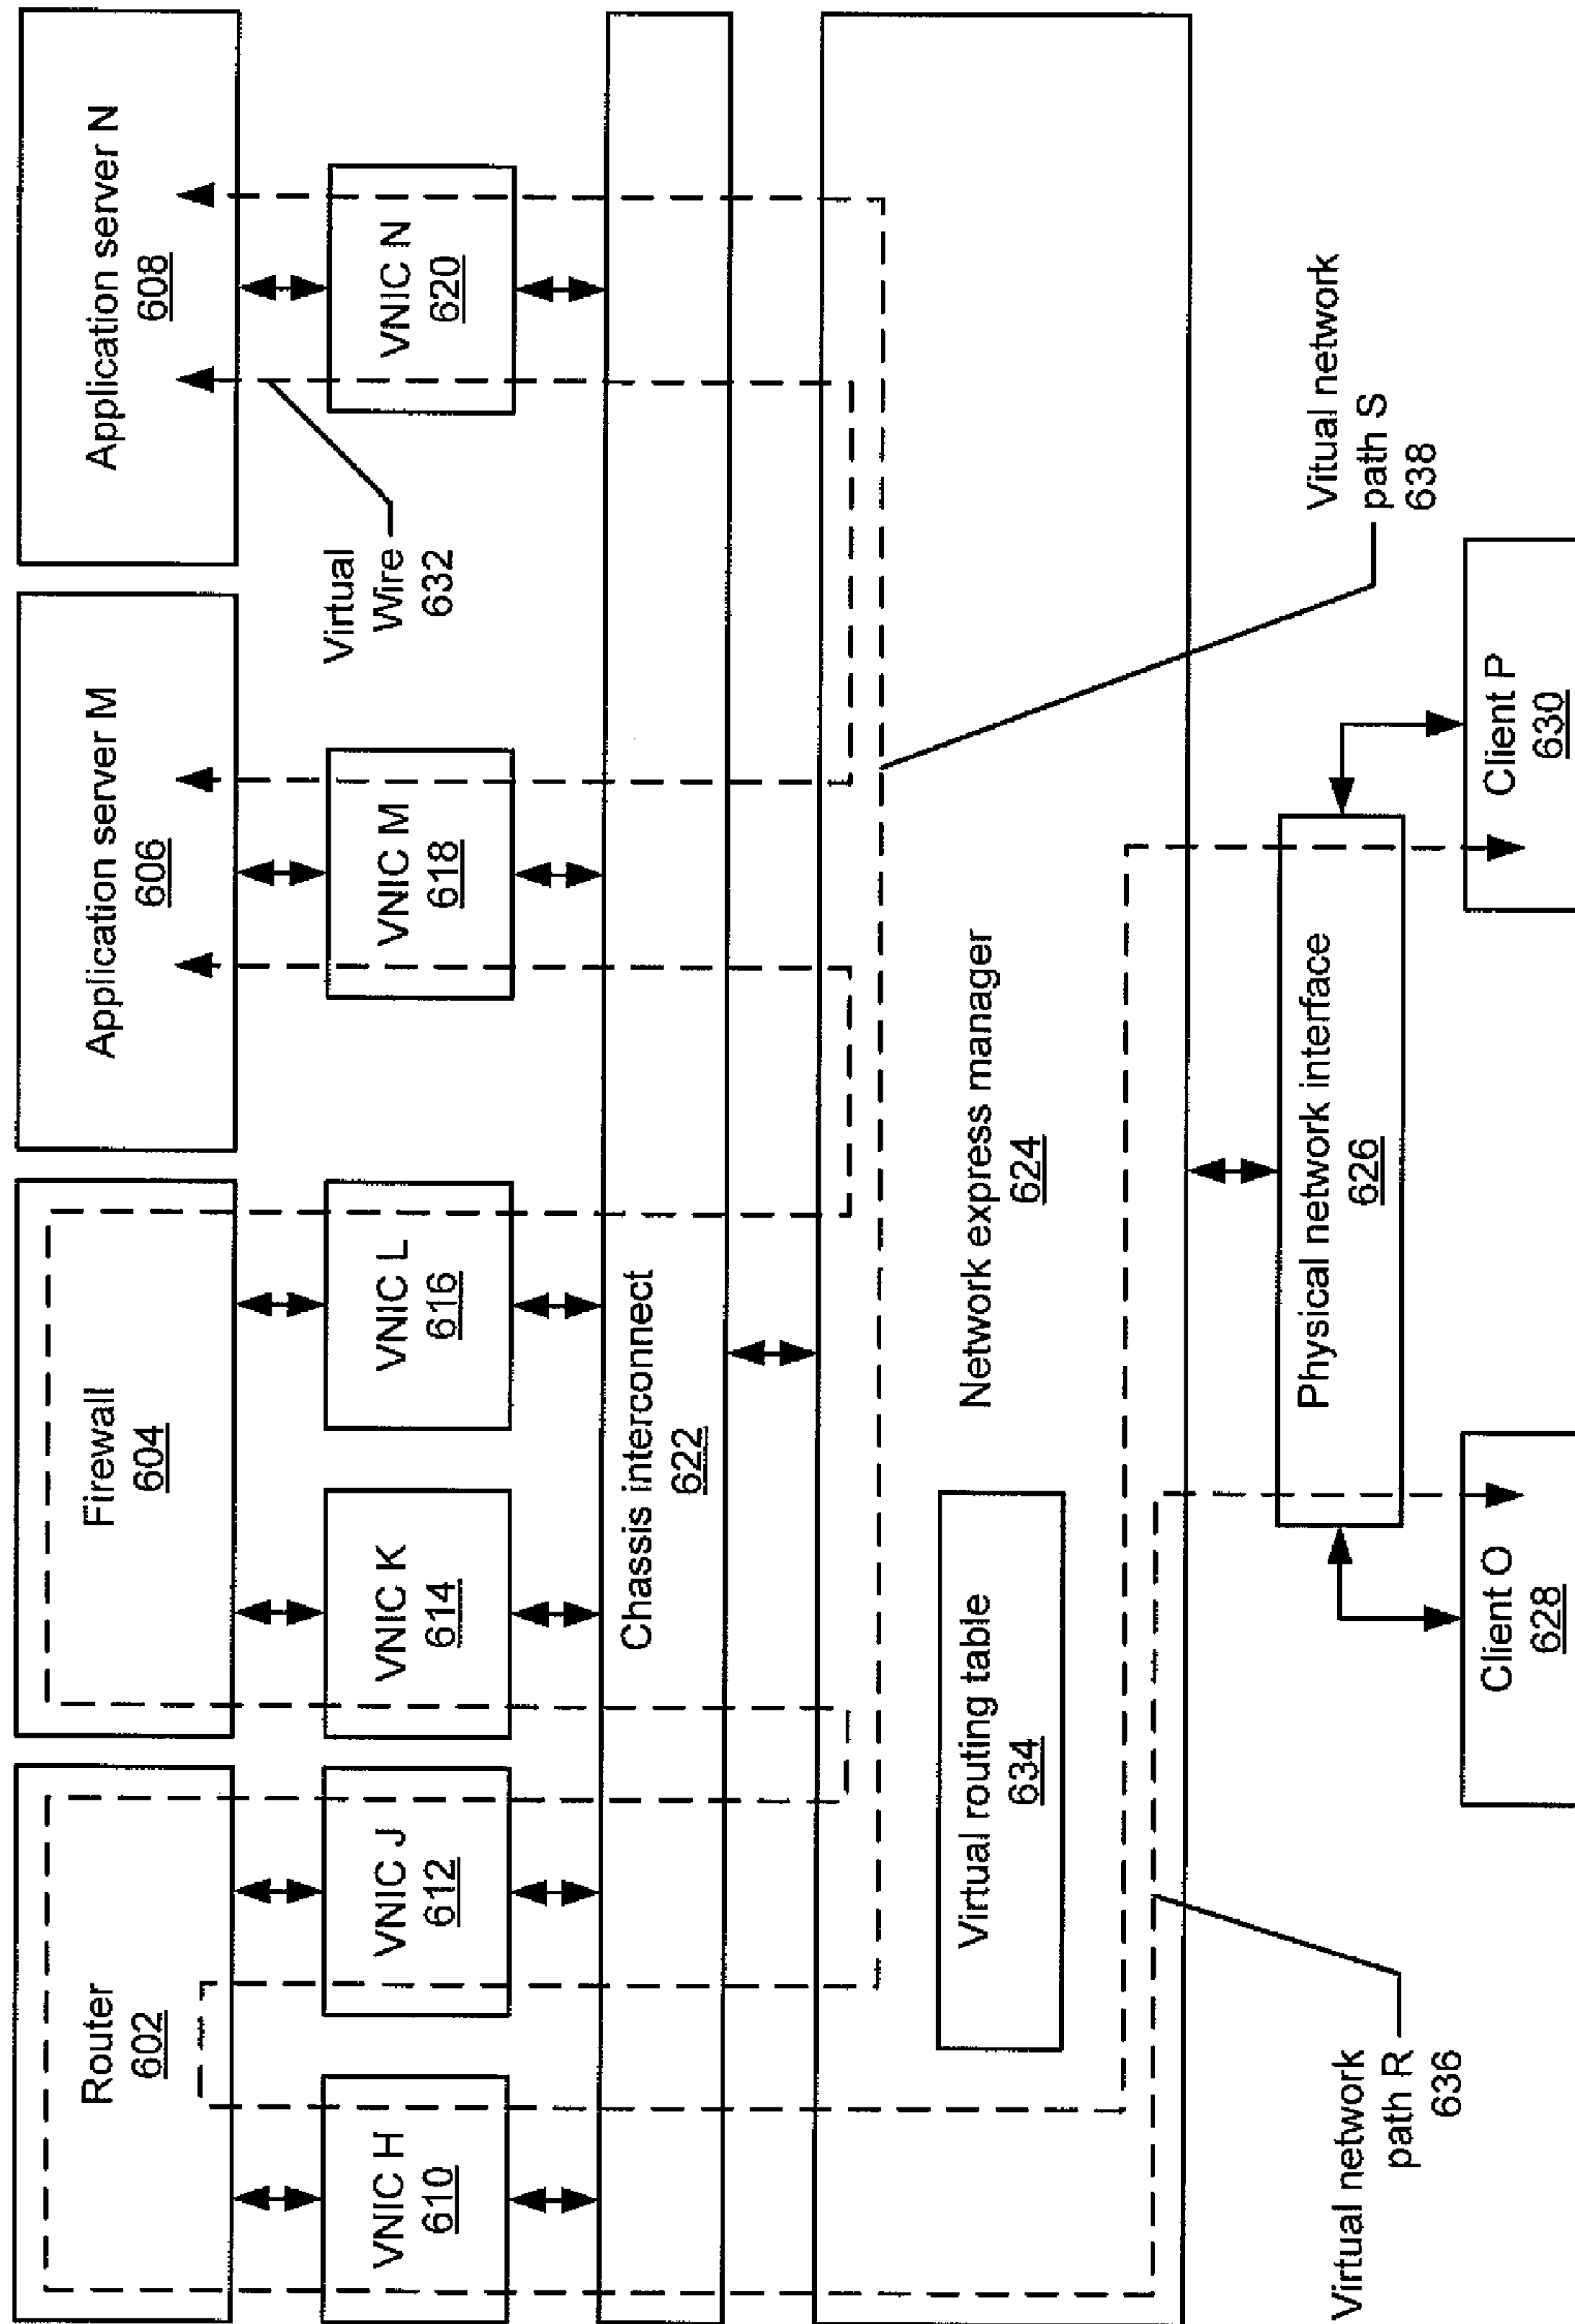 Router
602
Firewall
604
Application server M
606
Application server N
608
VNIC H
610
VNIC J
612
VNIC K
614
VNIC L
616
VNIC M
618
VNIC N
620
Virtual
Wire
632
Chassis interconnect
622
Virtual routing table
634
Network express manager
624
Virtual network
path R
636
Physical network interface
626
Vitual network
path S
638
Client O
628
Client P
630